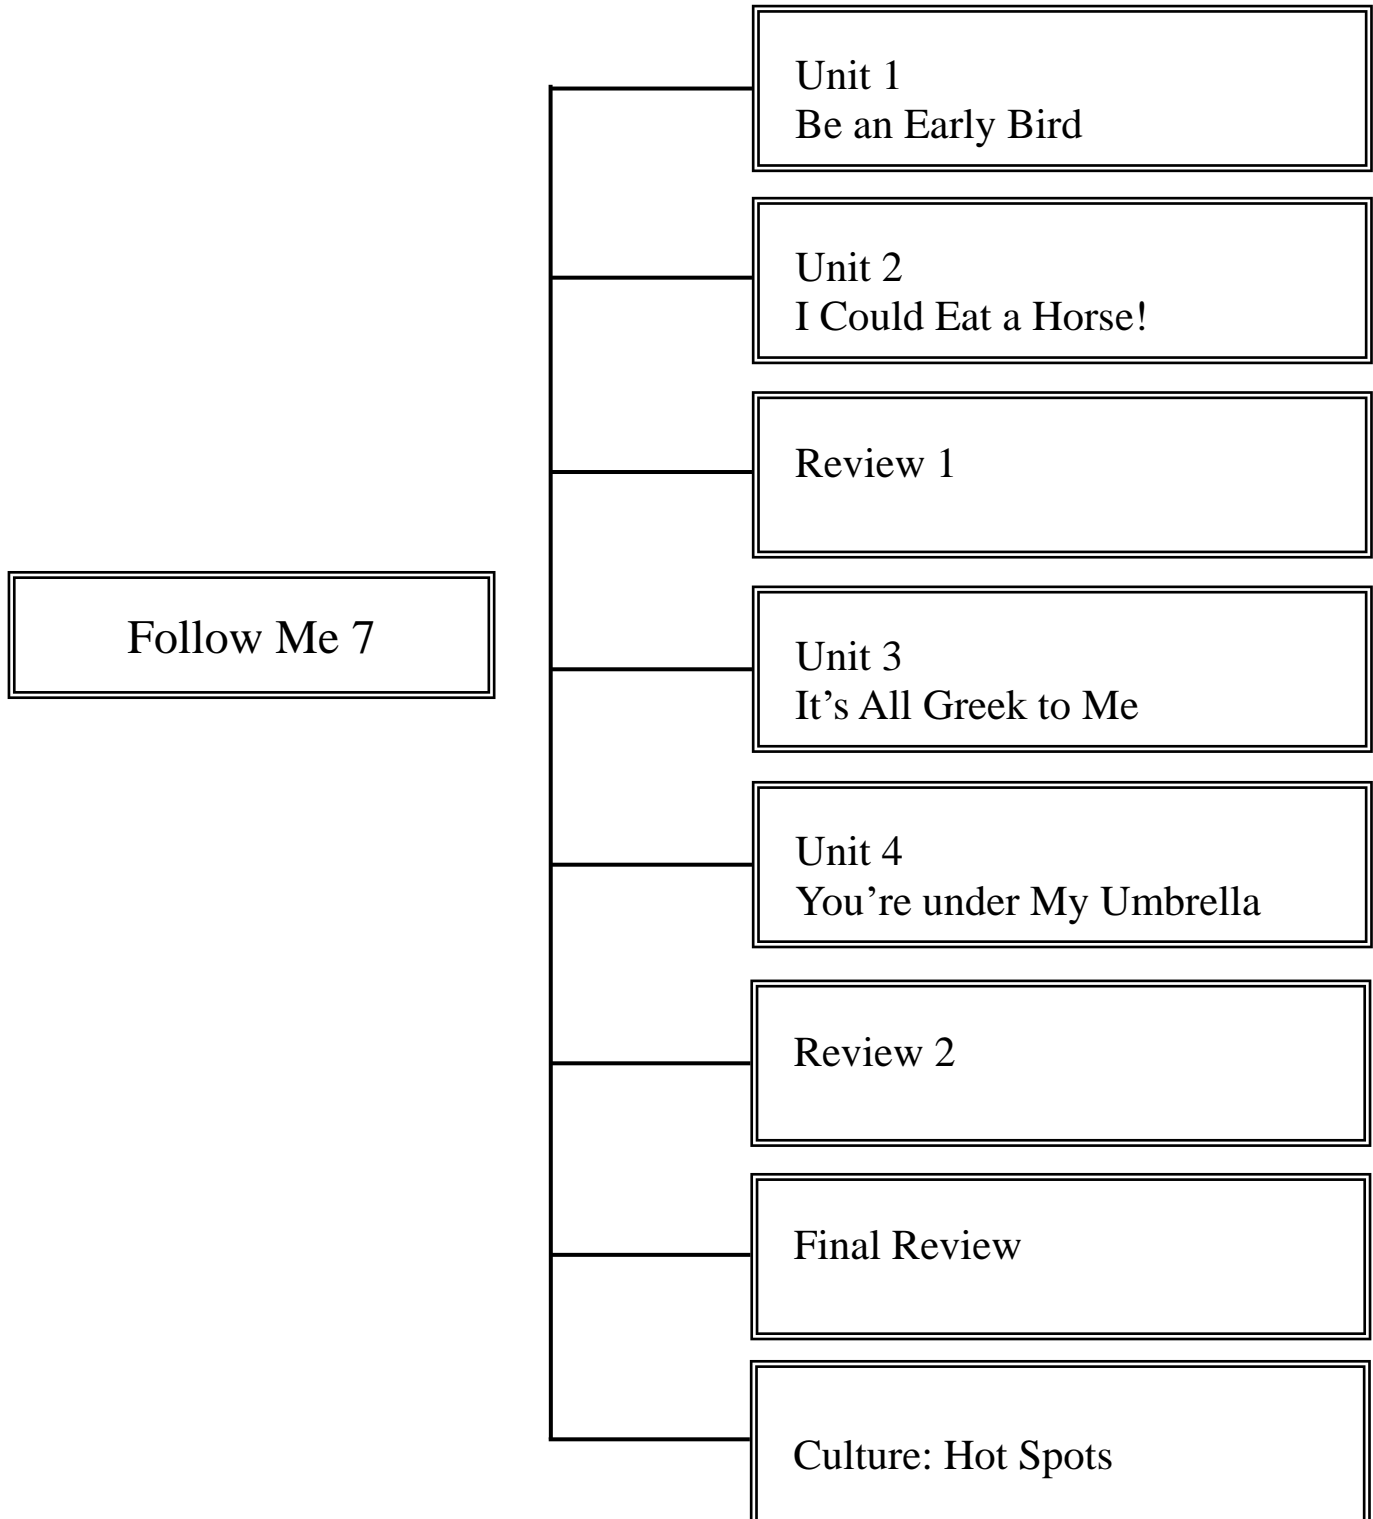 Unit 1
Be an Early Bird
Unit 2
I Could Eat a Horse!
Review 1
Follow Me 7
Unit 3
It’s All Greek to Me
Unit 4
You’re under My Umbrella
Review 2
Final Review
Culture: Hot Spots